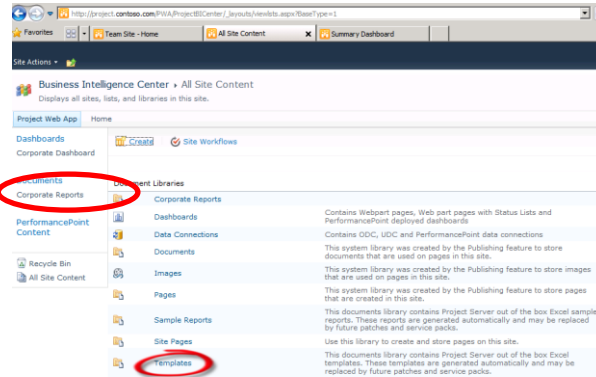 http://project.contoso.com/PWA/ProjectBICenter/_layouts/viewlsts.aspx?BaseType=1
Favorites
Team Site - Home
All Site Content
Summary Dashboard
Site Actions
Business Intelligence Center ▸ All Site Content
Displays all sites, lists, and libraries in this site.
Project Web App
Home
Dashboards
Corporate Dashboard
Documents
Corporate Reports
PerformancePoint
Content
Recycle Bin
All Site Content
Create
Site Workflows
Document Libraries
Corporate Reports
Dashboards
Contains Webpart pages, Web part pages with Status Lists and
PerformancePoint deployed dashboards
Data Connections
Contains ODC, UDC and PerformancePoint data connections
Documents
This system library was created by the Publishing feature to store
documents that are used on pages in this site.
Images
This system library was created by the Publishing feature to store images
that are used on pages in this site.
Pages
This system library was created by the Publishing feature to store pages
that are created in this site.
Sample Reports
This documents library contains Project Server out of the box Excel sample
reports. These reports are generated automatically and may be replaced
by future patches and service packs.
Site Pages
Use this library to create and store pages on this site.
Templates
This documents library contains Project Server out of the box Excel
templates. These templates are generated automatically and may be
replaced by future patches and service packs.